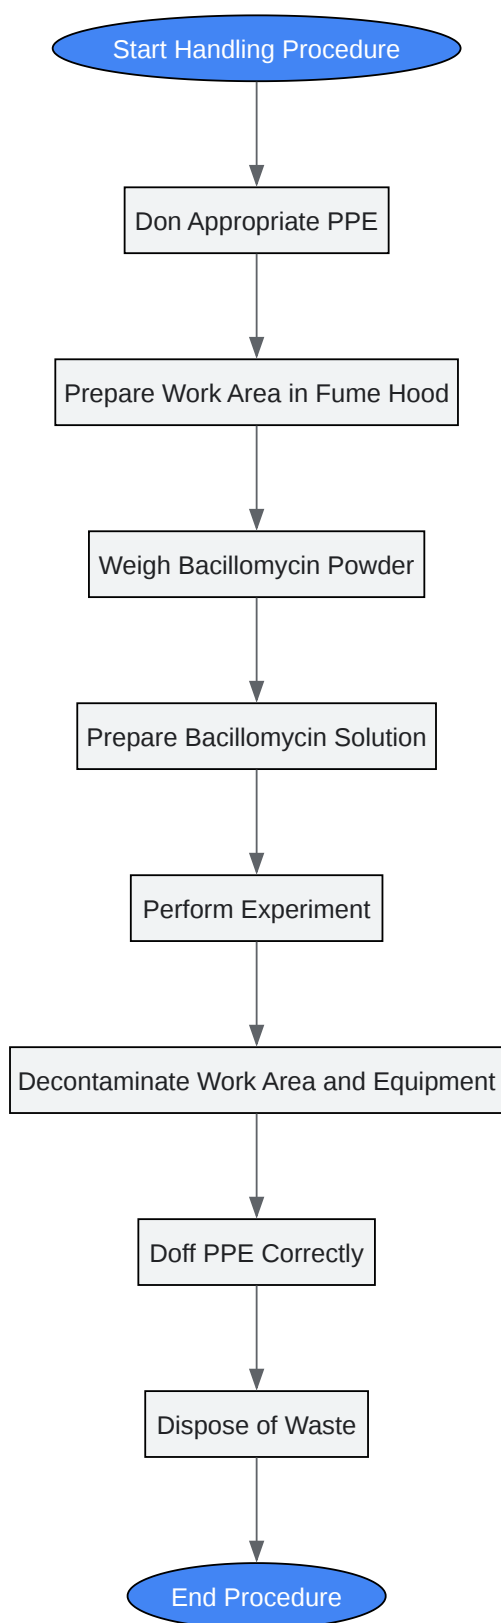 Start Handling Procedure
Don Appropriate PPE
Prepare Work Area in Fume Hood
Weigh Bacillomycin Powder
Prepare Bacillomycin Solution
Perform Experiment
Decontaminate Work Area and Equipment
Doff PPE Correctly
Dispose of Waste
End Procedure